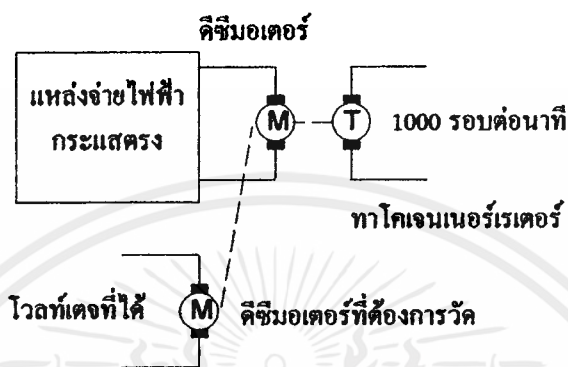 ดีซีมอเตอร์
แหล่งจ่ายไฟฟ้า
กระแสตรง
M
T
1000 รอบต่อนาที
ทาโคเจนเนอร์เรเตอร์
โวลท์เตจที่ได้
M
ดีซีมอเตอร์ที่ต้องการวัด